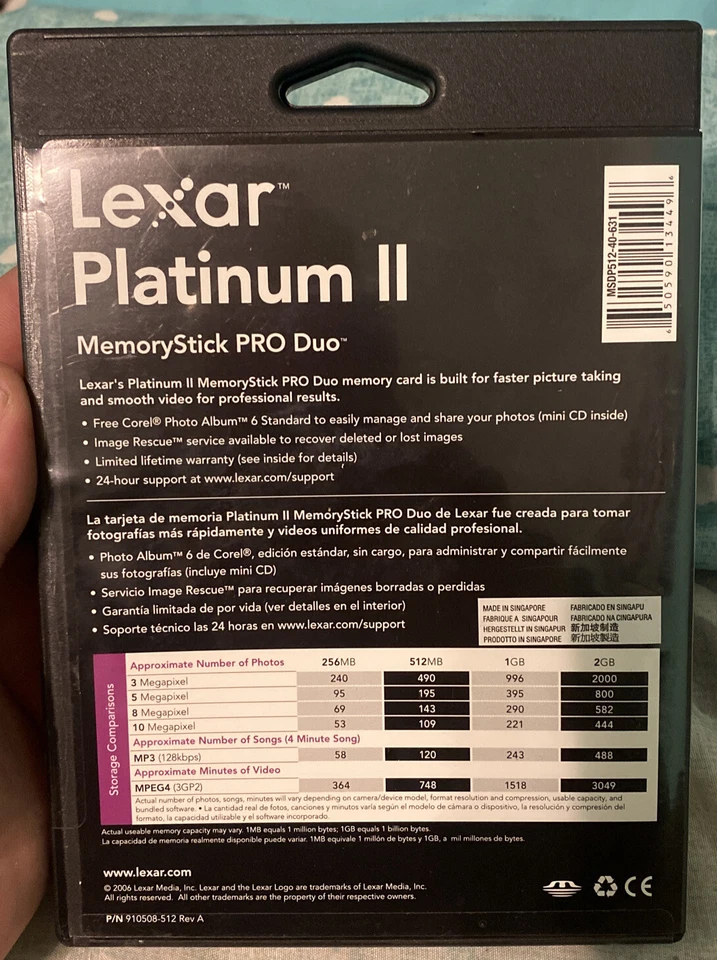 Lexar™
Platinum II
MemoryStick PRO Duo™
MSDP512-40-631
6 50590 13449 6
Lexar's Platinum II MemoryStick PRO Duo memory card is built for faster picture taking
and smooth video for professional results.
• Free Corel® Photo Album™ 6 Standard to easily manage and share your photos (mini CD inside)
• Image Rescue™ service available to recover deleted or lost images
• Limited lifetime warranty (see inside for details)
• 24-hour support at www.lexar.com/support
La tarjeta de memoria Platinum II MemoryStick PRO Duo de Lexar fue creada para tomar
fotografías más rápidamente y videos uniformes de calidad profesional.
• Photo Album™ 6 de Corel®, edición estándar, sin cargo, para administrar y compartir fácilmente
sus fotografías (incluye mini CD)
• Servicio Image Rescue™ para recuperar imágenes borradas o perdidas
• Garantía limitada de por vida (ver detalles en el interior)
• Soporte técnico las 24 horas en www.lexar.com/support
MADE IN SINGAPORE FABRICADO EN SINGAPU
FABRIQUE A SINGAPOUR FABRICADO NA CINGAPURA
HERGESTELLT IN SINGAPUR 新加坡制造
PRODOTTO IN SINGAPORE 新加坡製造
Storage Comparisons
Approximate Number of Photos 256MB 512MB 1GB 2GB
3 Megapixel 240 490 996 2000
5 Megapixel 95 195 395 800
8 Megapixel 69 143 290 582
10 Megapixel 53 109 221 444
Approximate Number of Songs (4 Minute Song)
MP3 (128kbps) 58 120 243 488
Approximate Minutes of Video
MPEG4 (3GP2) 364 748 1518 3049
Actual number of photos, songs, minutes will vary depending on camera/device model, format resolution and compression, usable capacity, and
bundled software. • La cantidad real de fotos, canciones y minutos varía según el modelo de cámara o dispositivo, la resolución y compresión del
formato, la capacidad utilizable y el software incorporado.
Actual useable memory capacity may vary. 1MB equals 1 million bytes; 1GB equals 1 billion bytes.
La capacidad de memoria realmente disponible puede variar. 1MB equivale 1 millón de bytes y 1GB, a mil millones de bytes.
www.lexar.com
© 2006 Lexar Media, Inc. Lexar and the Lexar Logo are trademarks of Lexar Media, Inc.
All rights reserved. All other trademarks are the property of their respective owners.
P/N 910508-512 Rev A
CE